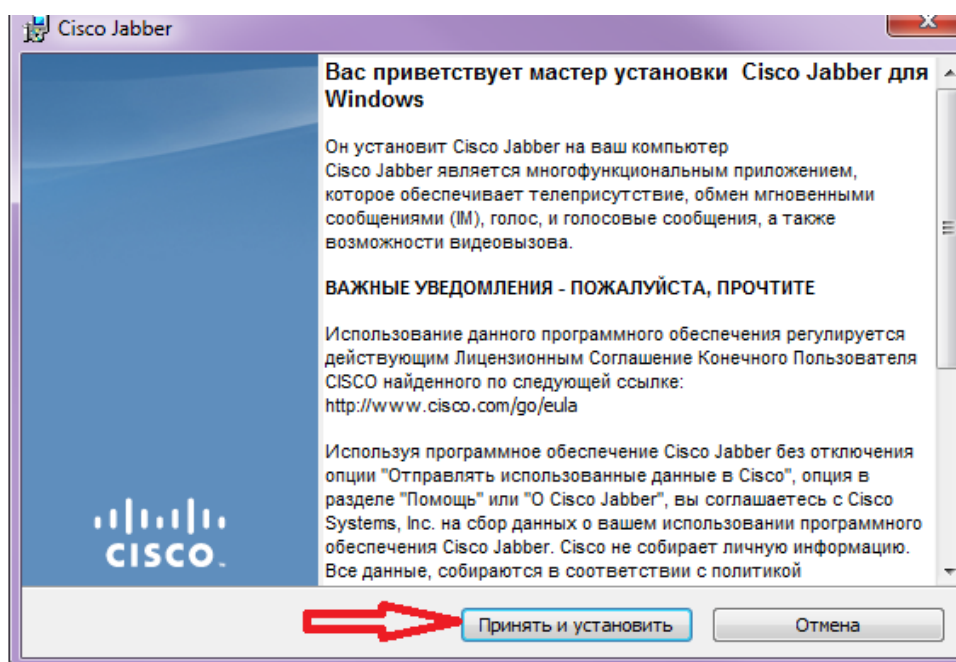 Cisco Jabber
Вас приветствует мастер установки Cisco Jabber для
Windows
Он установит Cisco Jabber на ваш компьютер
Cisco Jabber является многофункциональным приложением,
которое обеспечивает телеприсутствие, обмен мгновенными
сообщениями (IM), голос, и голосовые сообщения, а также
возможности видеовызова.
ВАЖНЫЕ УВЕДОМЛЕНИЯ - ПОЖАЛУЙСТА, ПРОЧТИТЕ
Использование данного программного обеспечения регулируется
действующим Лицензионным Соглашение Конечного Пользователя
CISCO найденного по следующей ссылке:
http://www.cisco.com/go/eula
Используя программное обеспечение Cisco Jabber без отключения
опции "Отправлять использованные данные в Cisco", опция в
разделе "Помощь" или "О Cisco Jabber", вы соглашаетесь с Cisco
Systems, Inc. на сбор данных о вашем использовании программного
обеспечения Cisco Jabber. Cisco не собирает личную информацию.
Все данные, собираются в соответствии с политикой
CISCO.
Принять и установить
Отмена